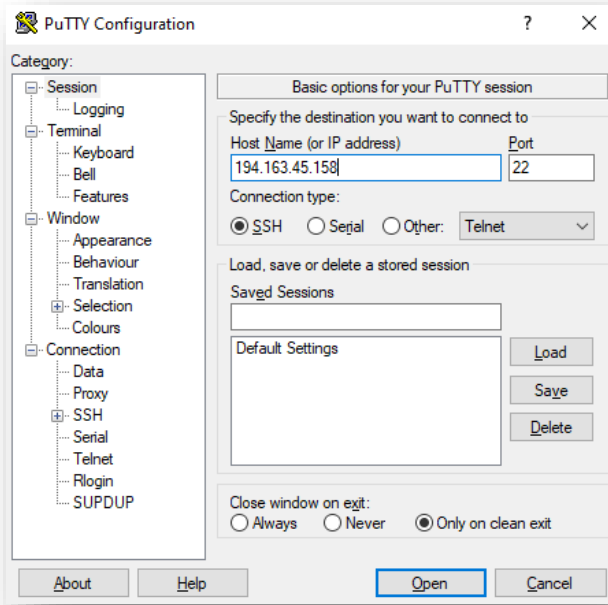 PuTTY Configuration
?
Category:
Session
Logging
Terminal
Keyboard
Bell
Features
Window
Appearance
Behaviour
Translation
Selection
Colours
Connection
Data
Proxy
SSH
Serial
Telnet
Rlogin
SUPDUP
Basic options for your PuTTY session
Specify the destination you want to connect to
Host Name (or IP address) Port
194.163.45.158 22
Connection type:
SSH Serial Other: Telnet
Load, save or delete a stored session
Saved Sessions
Default Settings
Load
Save
Delete
Close window on exit:
Always Never Only on clean exit
About Help Open Cancel